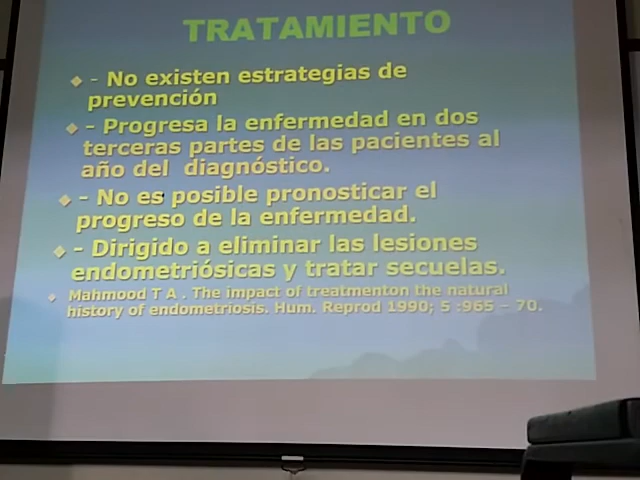 TRATAMIENTO
- No existen estrategias de
prevención
- Progresa la enfermedad en dos
terceras partes de las pacientes al
año del diagnóstico.
- No es posible pronosticar el
progreso de la enfermedad.
- Dirigido a eliminar las lesiones
endometriósicas y tratar secuelas.
Mahmood T A . The impact of treatmenton the natural
history of endometriosis. Hum. Reprod 1990; 5 :965 – 70.